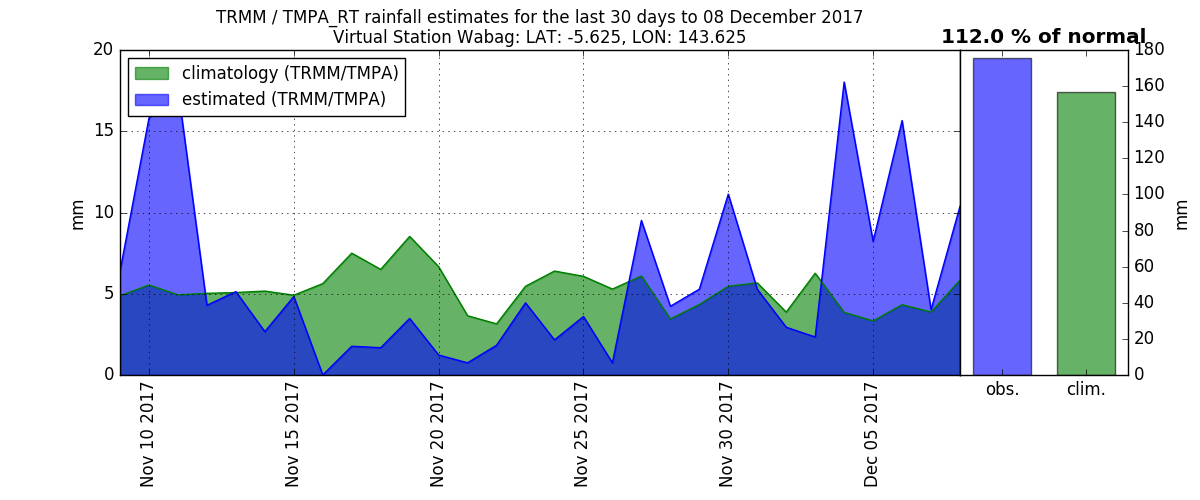 TRMM / TMPA_RT rainfall estimates for the last 30 days to 08 December 2017
Virtual Station Wabag: LAT: -5.625, LON: 143.625
112.0 % of normal
climatology (TRMM/TMPA)
estimated (TRMM/TMPA)
20
15
10
5
0
mm
Nov 10 2017
Nov 15 2017
Nov 20 2017
Nov 25 2017
Nov 30 2017
Dec 05 2017
180
160
140
120
100
80
60
40
20
0
mm
obs.
clim.